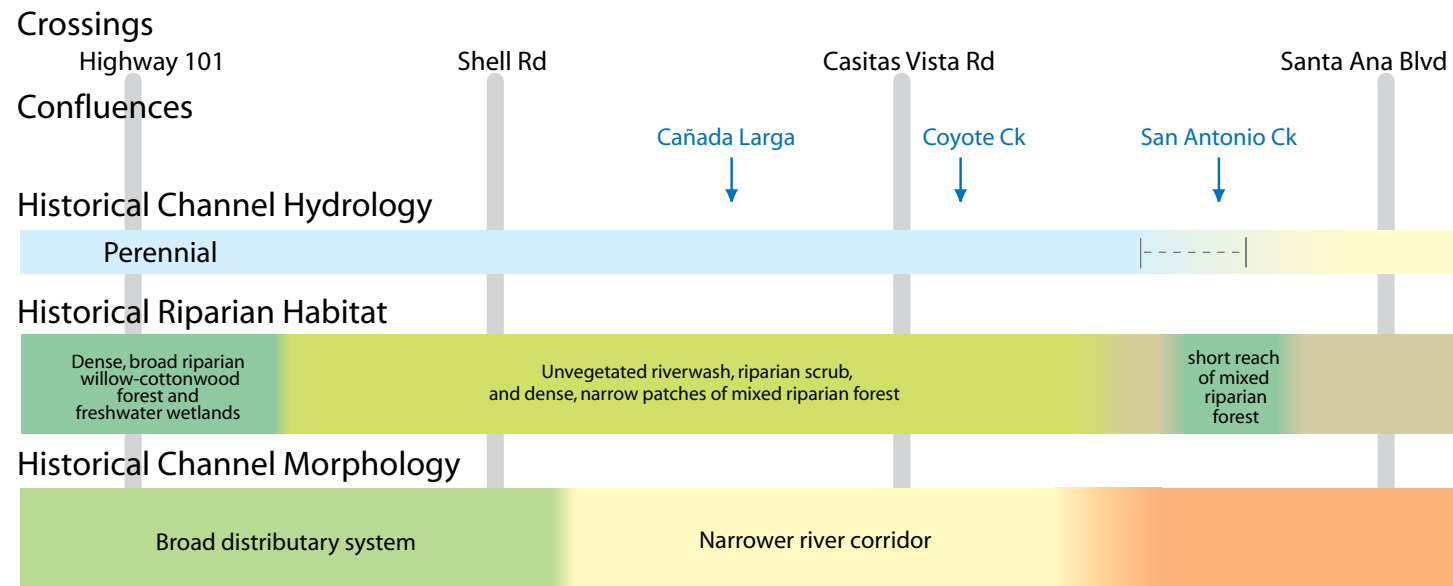 Crossings
Highway 101
Shell Rd
Casitas Vista Rd
Santa Ana Blvd
Confluences
Cañada Larga
Coyote Ck
San Antonio Ck
Historical Channel Hydrology
Perennial
Historical Riparian Habitat
Dense, broad riparian
willow-cottonwood
forest and
freshwater wetlands
Unvegetated riverwash, riparian scrub,
and dense, narrow patches of mixed riparian forest
short reach
of mixed
riparian
forest
Historical Channel Morphology
Broad distributary system
Narrower river corridor